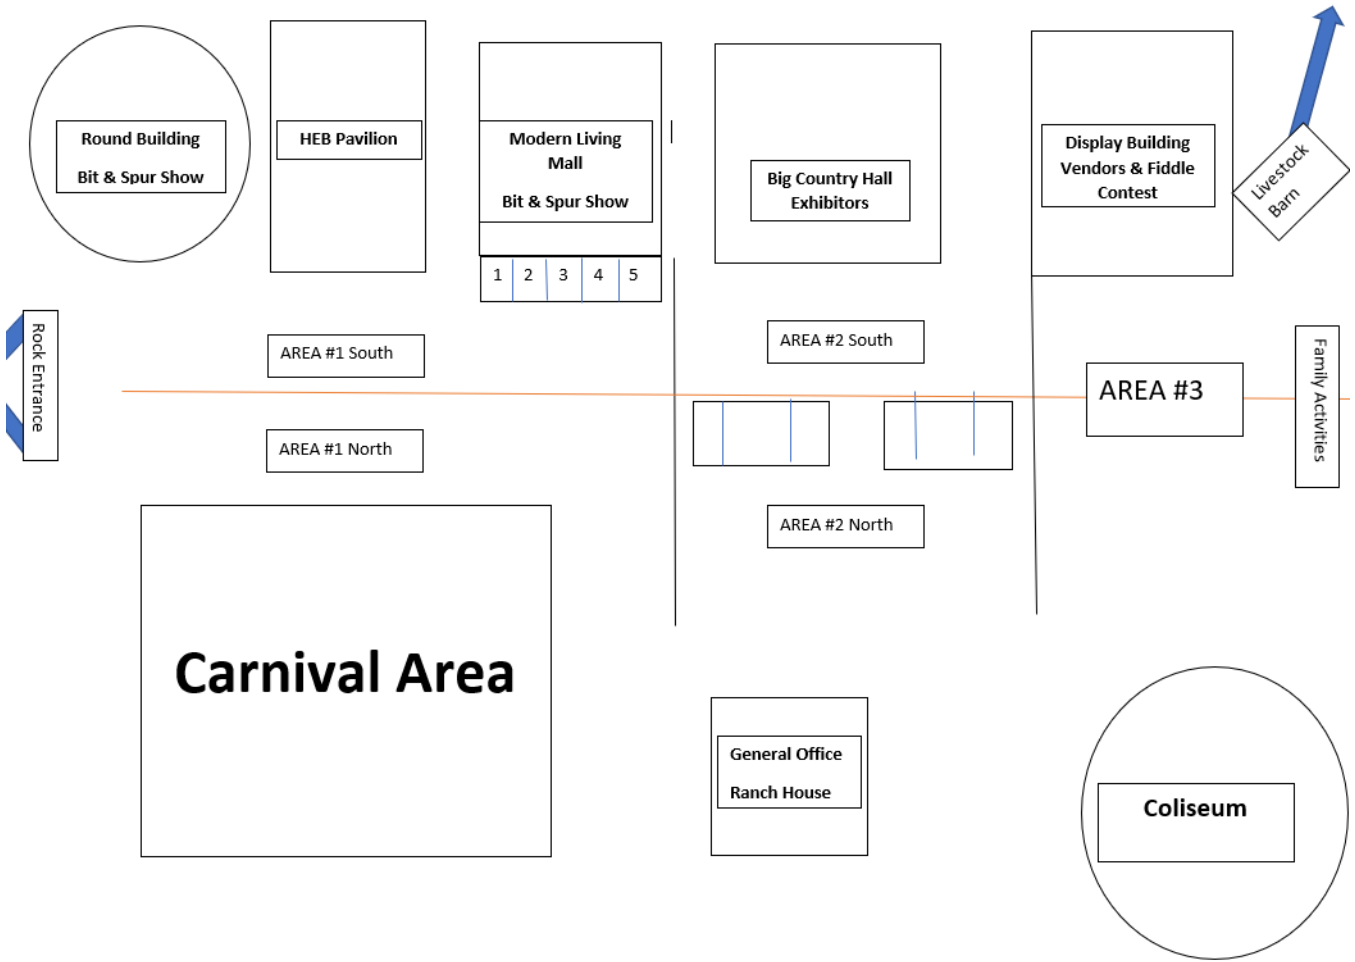 Round Building
Bit & Spur Show
HEB Pavilion
Modern Living
Mall
Bit & Spur Show
Big Country Hall
Exhibitors
Display Building
Vendors & Fiddle
Contest
Livestock
Barn
1 2 3 4 5
Rock Entrance
AREA #1 South
AREA #2 South
AREA #3
Family Activities
AREA #1 North
AREA #2 North
Carnival Area
General Office
Ranch House
Coliseum